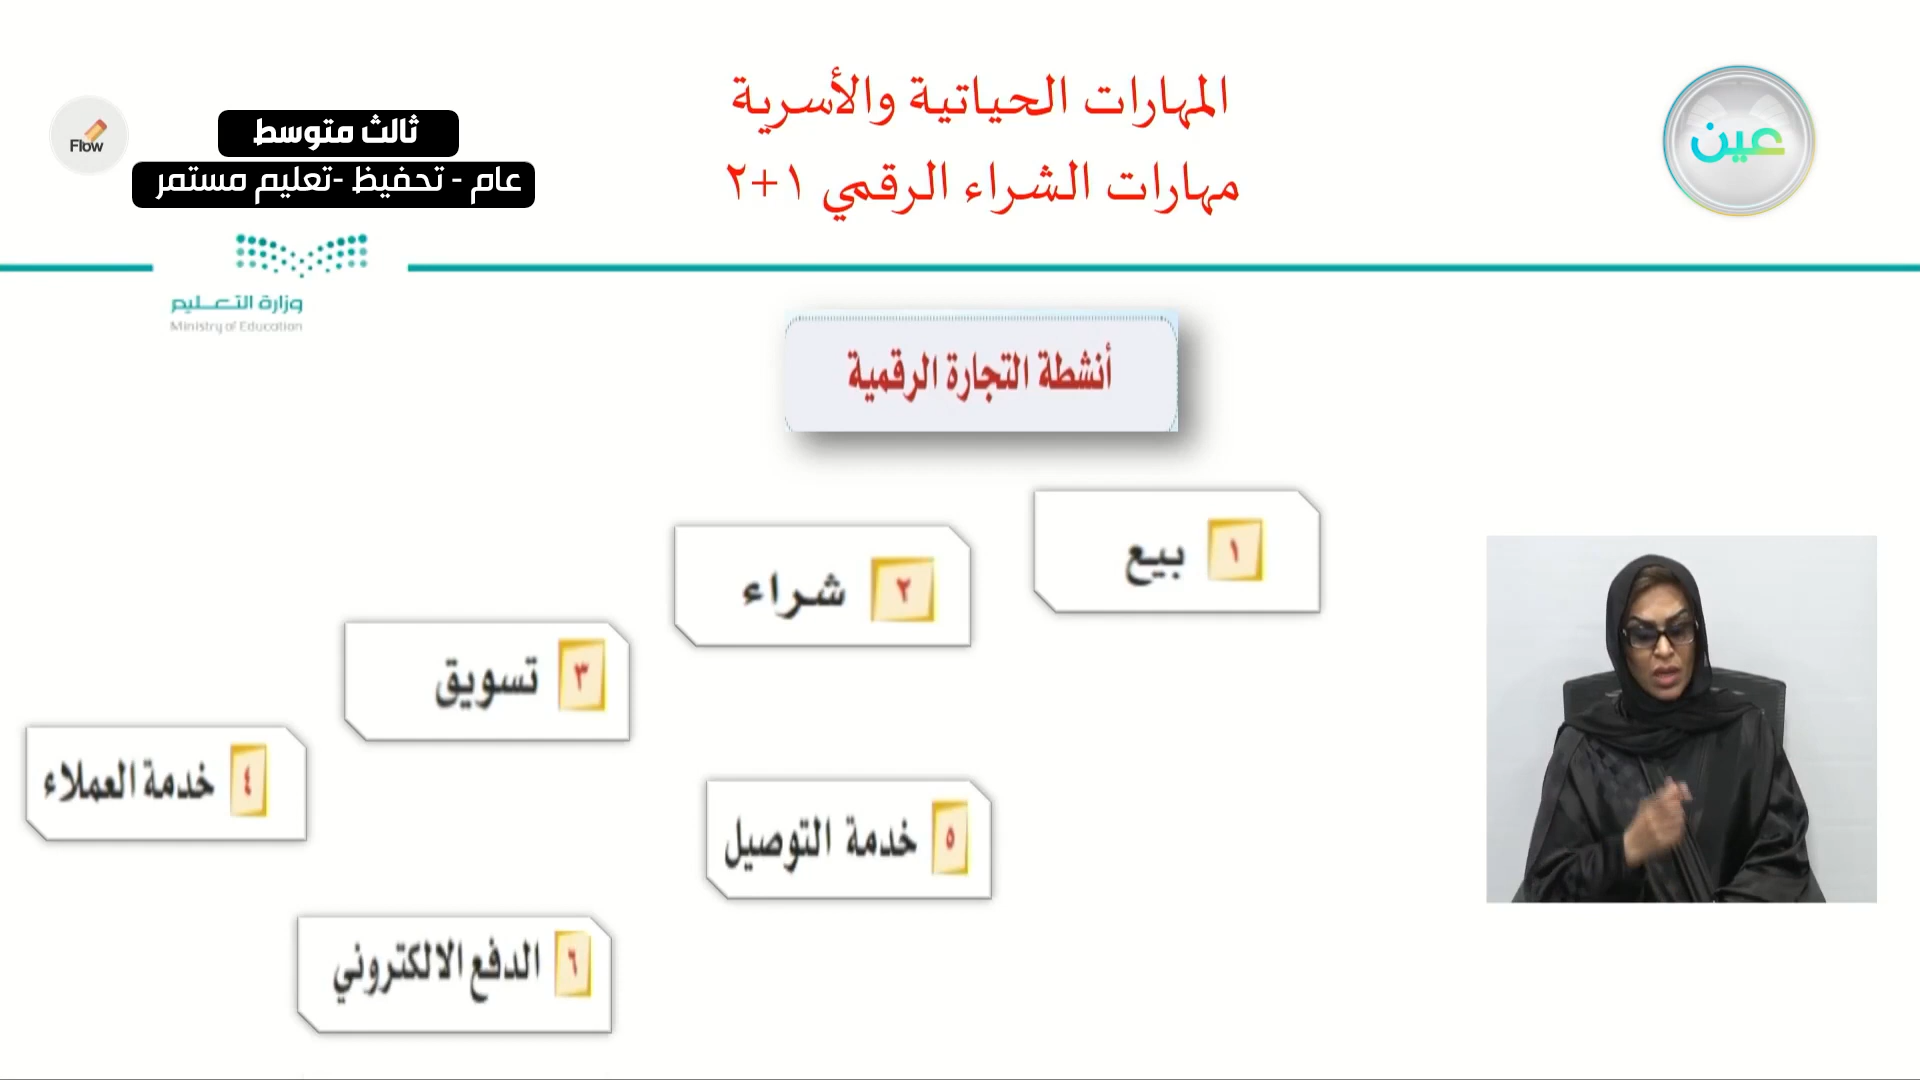 المهارات الحياتية والأسرية
مهارات الشراء الرقمي ١+٢
عين
ثالث متوسط
عام - تحفيظ -تعليم مستمر
Flow
وزارة التعليم
Ministry of Education
أنشطة التجارة الرقمية
١ بيع
٢ شراء
٣ تسويق
٤ خدمة العملاء
٥ خدمة التوصيل
٦ الدفع الالكتروني